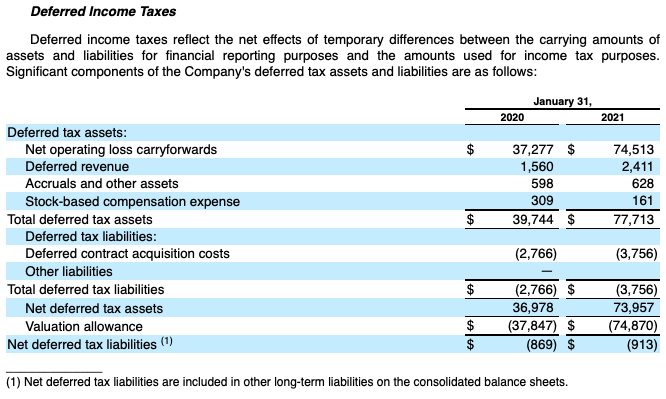 Deferred Income Taxes
Deferred income taxes reflect the net effects of temporary differences between the carrying amounts of
assets and liabilities for financial reporting purposes and the amounts used for income tax purposes.
Significant components of the Company's deferred tax assets and liabilities are as follows:
January 31,
2020 2021
Deferred tax assets:
Net operating loss carryforwards $ 37,277 $ 74,513
Deferred revenue 1,560 2,411
Accruals and other assets 598 628
Stock-based compensation expense 309 161
Total deferred tax assets $ 39,744 $ 77,713
Deferred tax liabilities:
Deferred contract acquisition costs (2,766) (3,756)
Other liabilities —
Total deferred tax liabilities $ (2,766) $ (3,756)
Net deferred tax assets 36,978 73,957
Valuation allowance $ (37,847) $ (74,870)
Net deferred tax liabilities (1) $ (869) $ (913)
(1) Net deferred tax liabilities are included in other long-term liabilities on the consolidated balance sheets.